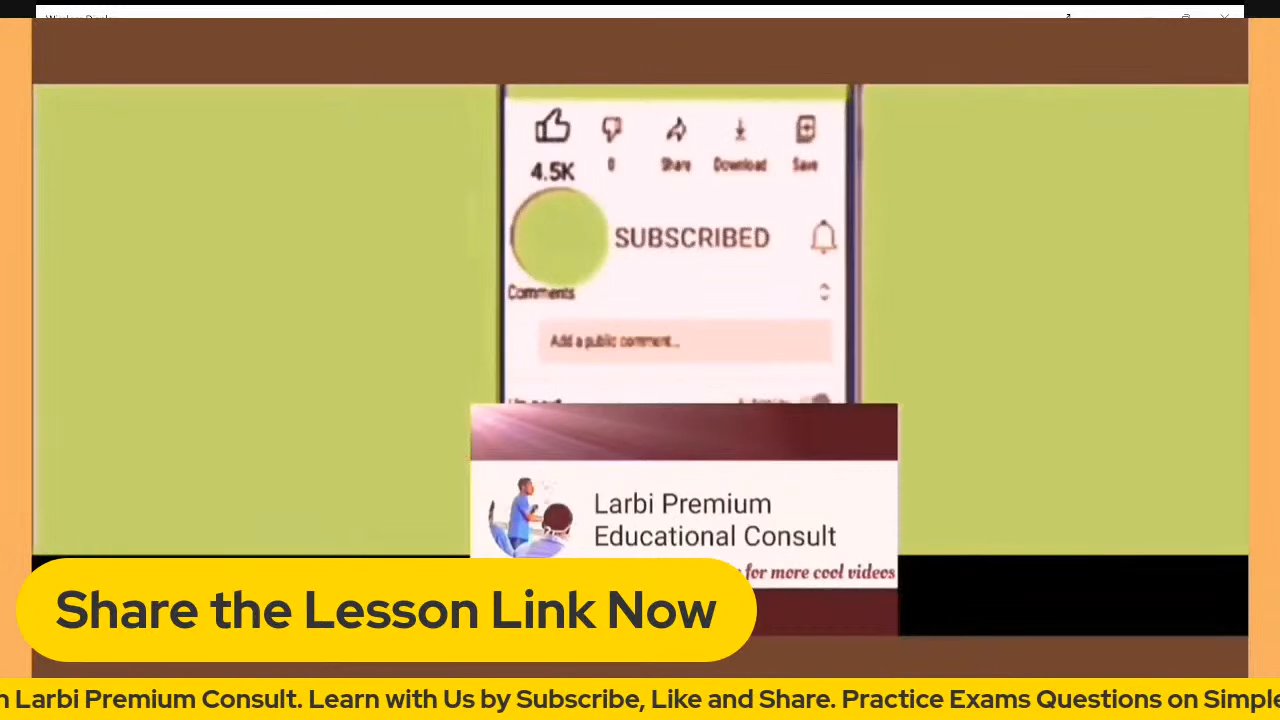 4.5K
0
Share
Download
Save
SUBSCRIBED
Comments
Add a public comment...
Larbi Premium
Educational Consult
for more cool videos
Share the Lesson Link Now
Larbi Premium Consult. Learn with Us by Subscribe, Like and Share. Practice Exams Questions on